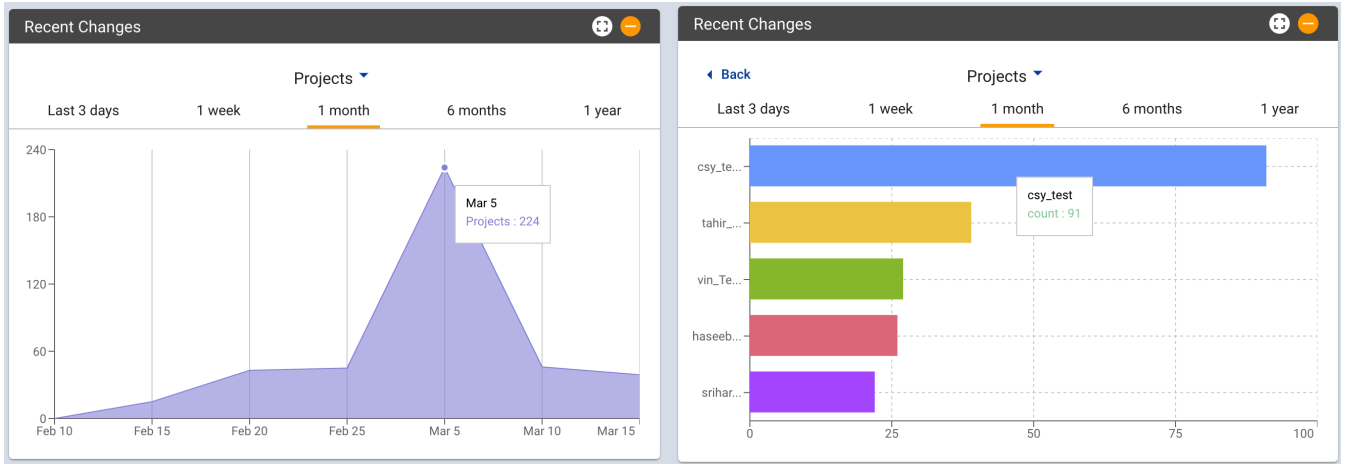 Recent Changes
Projects
Last 3 days 1 week 1 month 6 months 1 year
240
180
120
60
0
Mar 5
Projects : 224
Feb 10 Feb 15 Feb 20 Feb 25 Mar 5 Mar 10 Mar 15
Recent Changes
Back Projects
Last 3 days 1 week 1 month 6 months 1 year
csy_te...
tahir_...
vin_Te...
haseeb...
srihar...
csy_test
count : 91
0 25 50 75 100